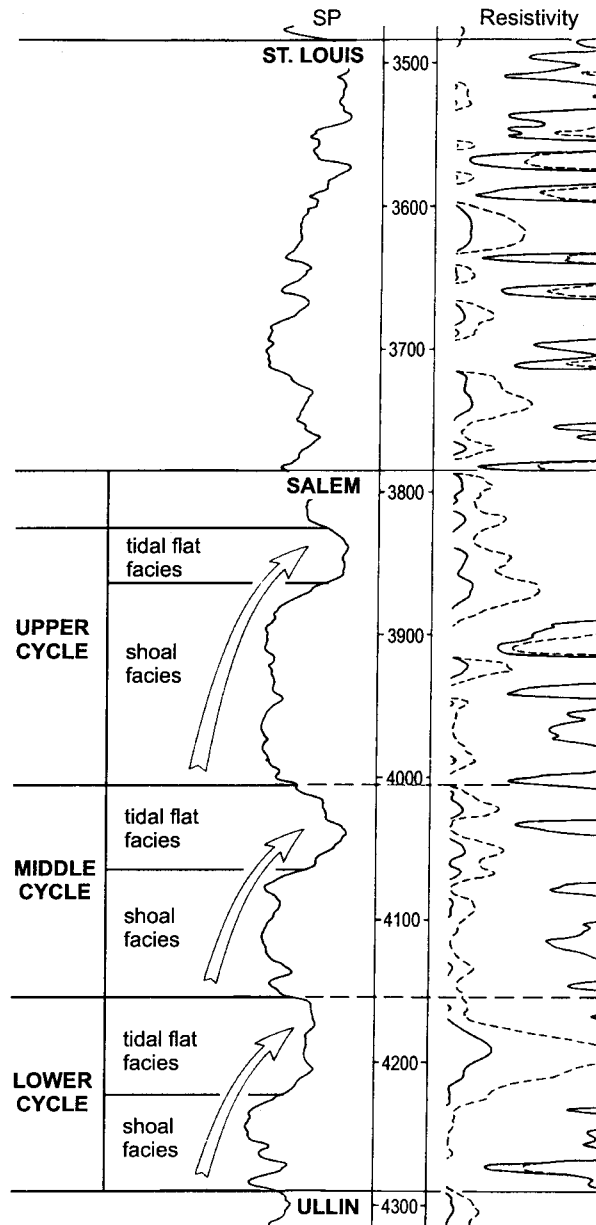 SP Resistivity
ST. LOUIS
3500
3600
3700
SALEM
3800
tidal flat
facies
UPPER
CYCLE
shoal
facies
3900
4000
tidal flat
facies
MIDDLE
CYCLE
shoal
facies
4100
tidal flat
facies
LOWER
CYCLE
shoal
facies
4200
ULLIN
4300